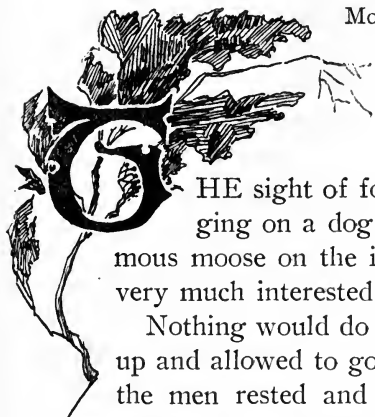 Mo
THE sight of fo
ging on a dog
mous moose on the i
very much interested
Nothing would do
up and allowed to go
the men rested and